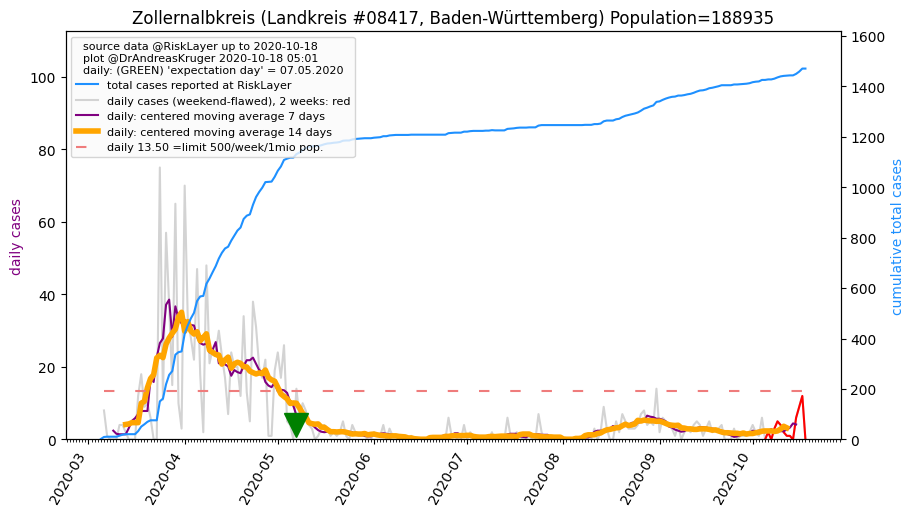 Zollernalbkreis (Landkreis #08417, Baden-Württemberg) Population=188935
source data @RiskLayer up to 2020-10-18
plot @DrAndreasKruger 2020-10-18 05:01
daily: (GREEN) 'expectation day' = 07.05.2020
total cases reported at RiskLayer
daily cases (weekend-flawed), 2 weeks: red
daily: centered moving average 7 days
daily: centered moving average 14 days
daily 13.50 =limit 500/week/1mio pop.
daily cases
100
80
60
40
20
0
cumulative total cases
1600
1400
1200
1000
800
600
400
200
0
2020-03
2020-04
2020-05
2020-06
2020-07
2020-08
2020-09
2020-10